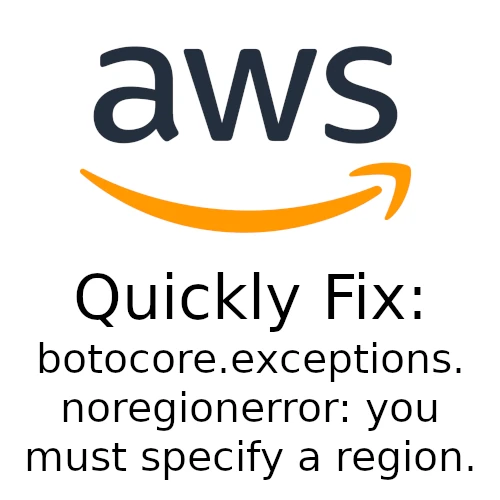 aws
Quickly Fix:
botocore.exceptions.
noregionerror: you
must specify a region.